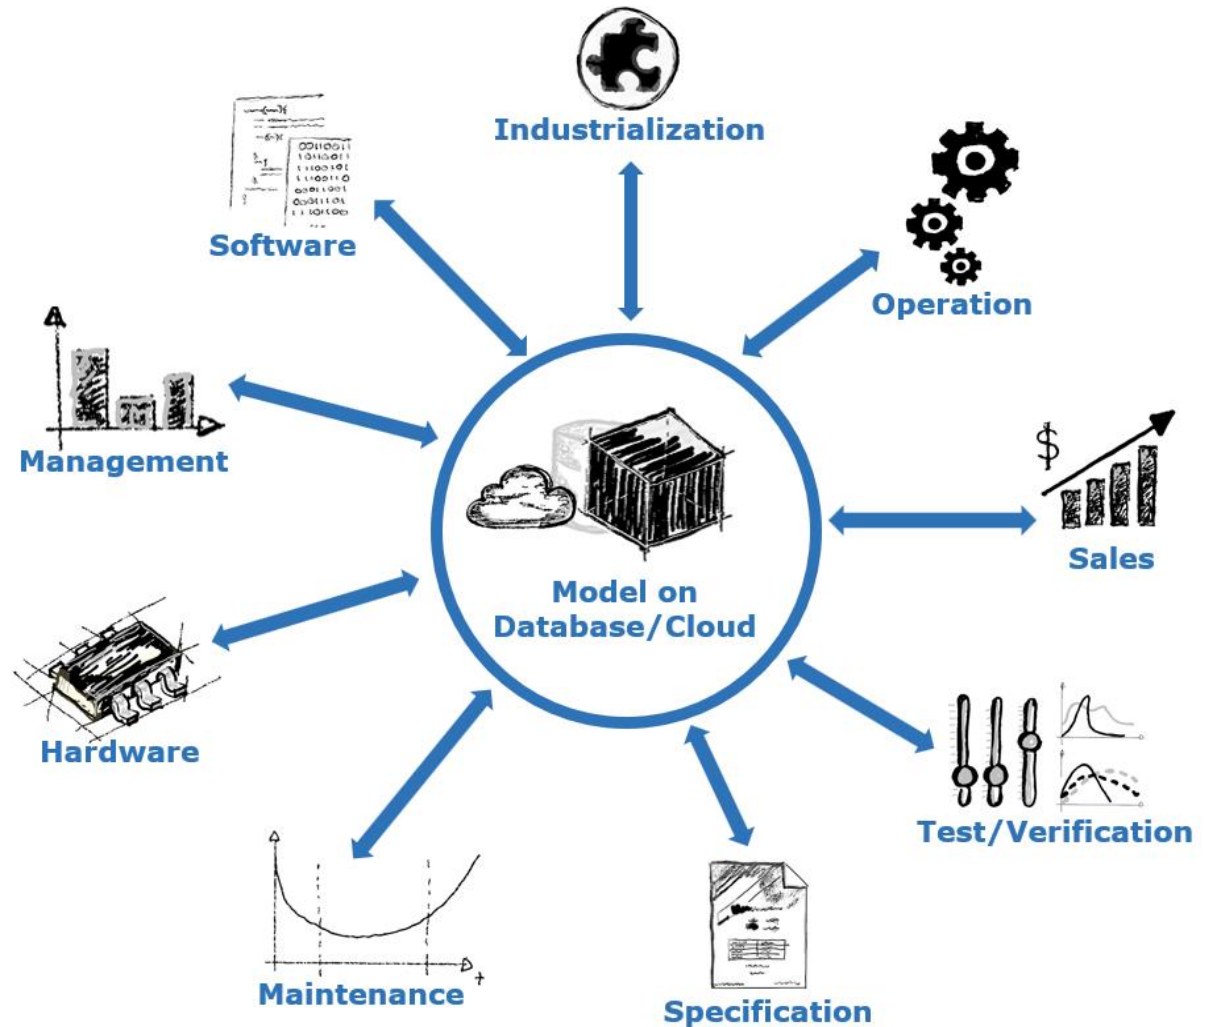 Industrialization
Software
Operation
Management
$
Sales
Model on
Database/Cloud
Hardware
Test/Verification
Maintenance
t
Specification